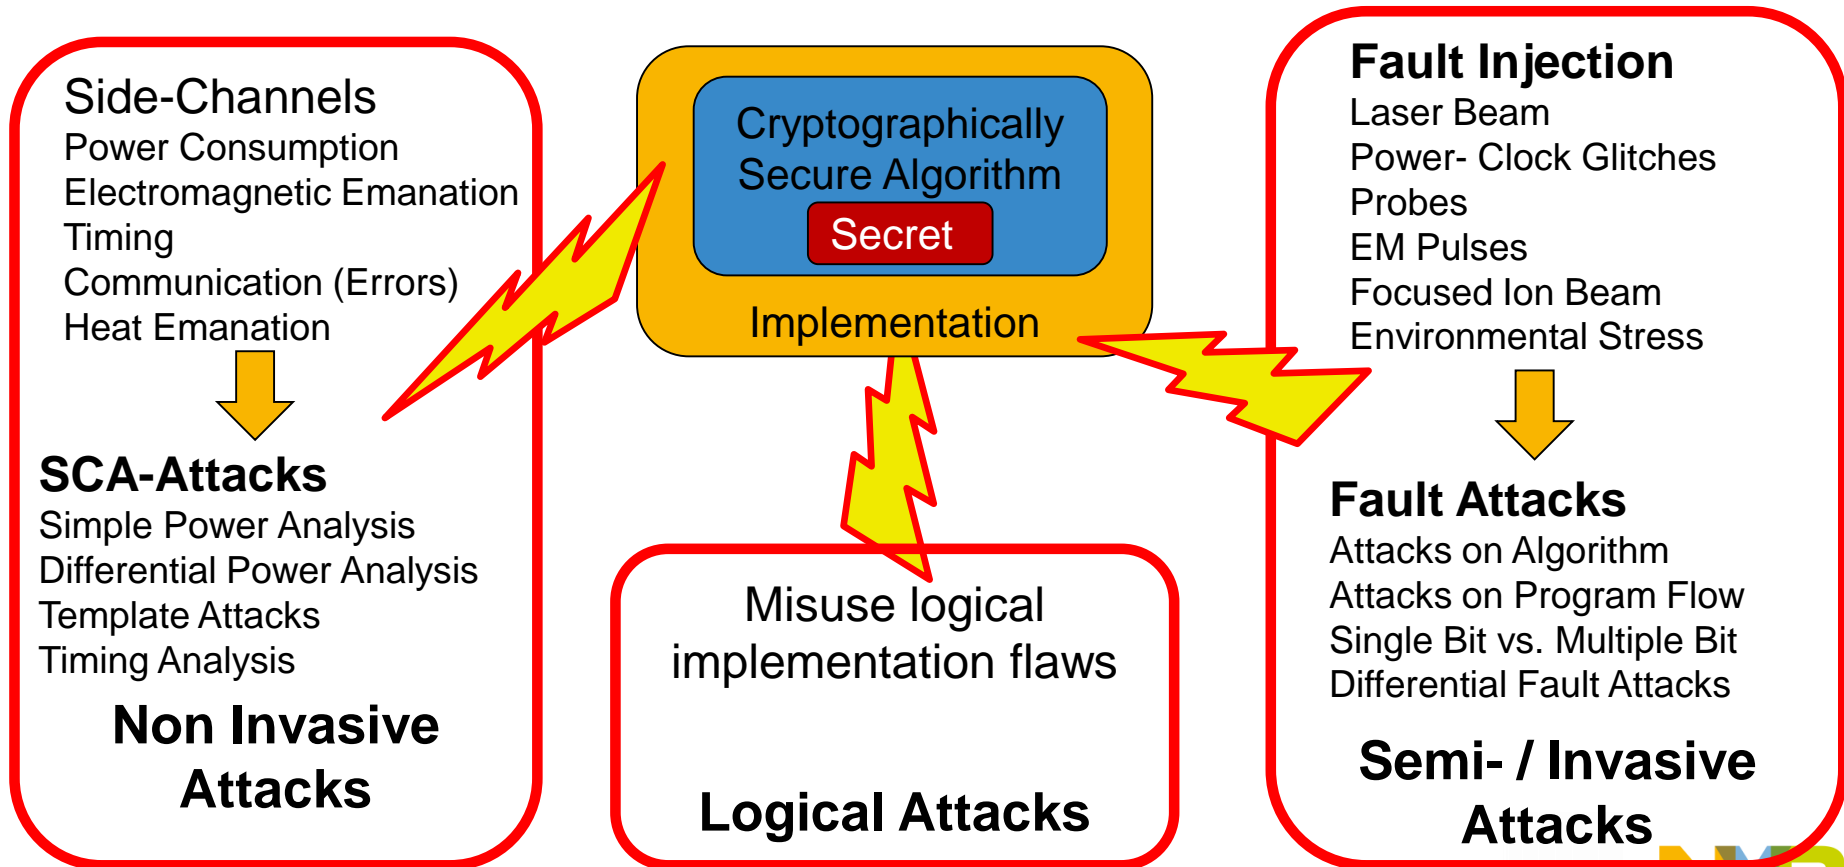 Side-Channels
Power Consumption
Electromagnetic Emanation
Timing
Communication (Errors)
Heat Emanation
SCA-Attacks
Simple Power Analysis
Differential Power Analysis
Template Attacks
Timing Analysis
Non Invasive
Attacks
Cryptographically
Secure Algorithm
Secret
Implementation
Misuse logical
implementation flaws
Logical Attacks
Fault Injection
Laser Beam
Power- Clock Glitches
Probes
EM Pulses
Focused Ion Beam
Environmental Stress
Fault Attacks
Attacks on Algorithm
Attacks on Program Flow
Single Bit vs. Multiple Bit
Differential Fault Attacks
Semi- / Invasive
Attacks